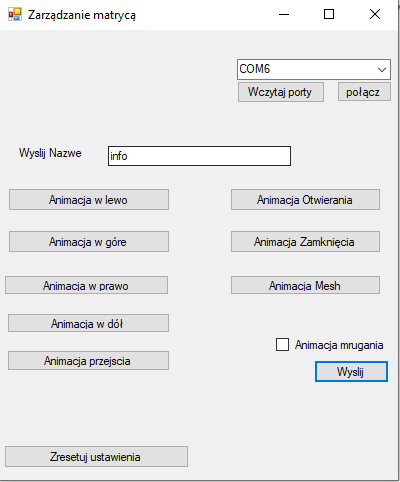 Zarządzanie matrycą
COM6
Wczytaj porty
połącz
Wyslij Nazwe
info
Animacja w lewo
Animacja Otwierania
Animacja w góre
Animacja Zamknięcia
Animacja w prawo
Animacja Mesh
Animacja w dół
Animacja mrugania
Animacja przejscia
Wyslij
Zresetuj ustawienia